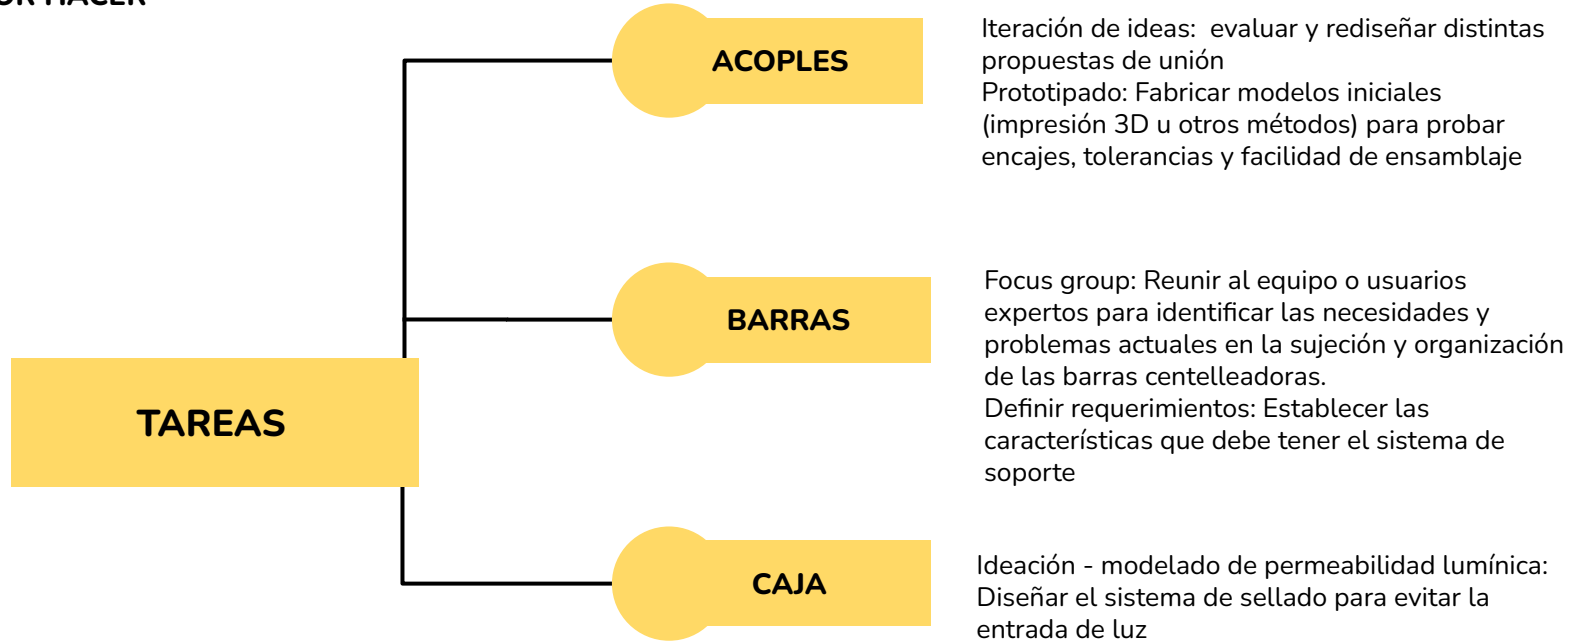 OR HACER
ACOPLES
Iteración de ideas:  evaluar y rediseñar distintas
propuestas de unión
Prototipado: Fabricar modelos iniciales
(impresión 3D u otros métodos) para probar
encajes, tolerancias y facilidad de ensamblaje
BARRAS
Focus group: Reunir al equipo o usuarios
expertos para identificar las necesidades y
problemas actuales en la sujeción y organización
de las barras centelleadoras.
Definir requerimientos: Establecer las
características que debe tener el sistema de
soporte
TAREAS
CAJA
Ideación - modelado de permeabilidad lumínica:
Diseñar el sistema de sellado para evitar la
entrada de luz